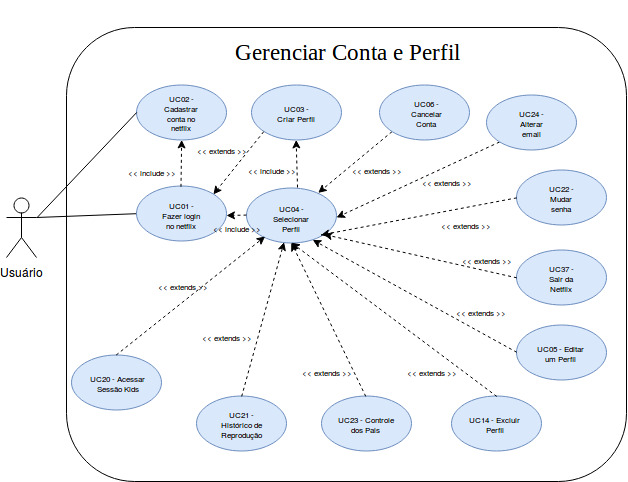 Gerenciar Conta e Perfil
UC02 -
Cadastrar
conta no
netflix
UC03 -
Criar Perfil
UC06 -
Cancelar
Conta
UC24 -
Alterar
email
<< extends >>
<< include >>
<< include >>
<< extends >>
<< extends >>
UC01 -
Fazer login
no netflix
UC04 -
Selecionar
Perfil
UC22 -
Mudar
senha
<< include >>
<< extends >>
Usuário
UC37 -
Sair da
Netflix
<< extends >>
<< extends >>
<< extends >>
UC05 - Editar
um Perfil
<< extends >>
<< extends >>
UC20 - Acessar
Sessão Kids
UC21 -
Histórico de
Reprodução
UC23 - Controle
dos Pais
UC14 - Excluir
Perfil